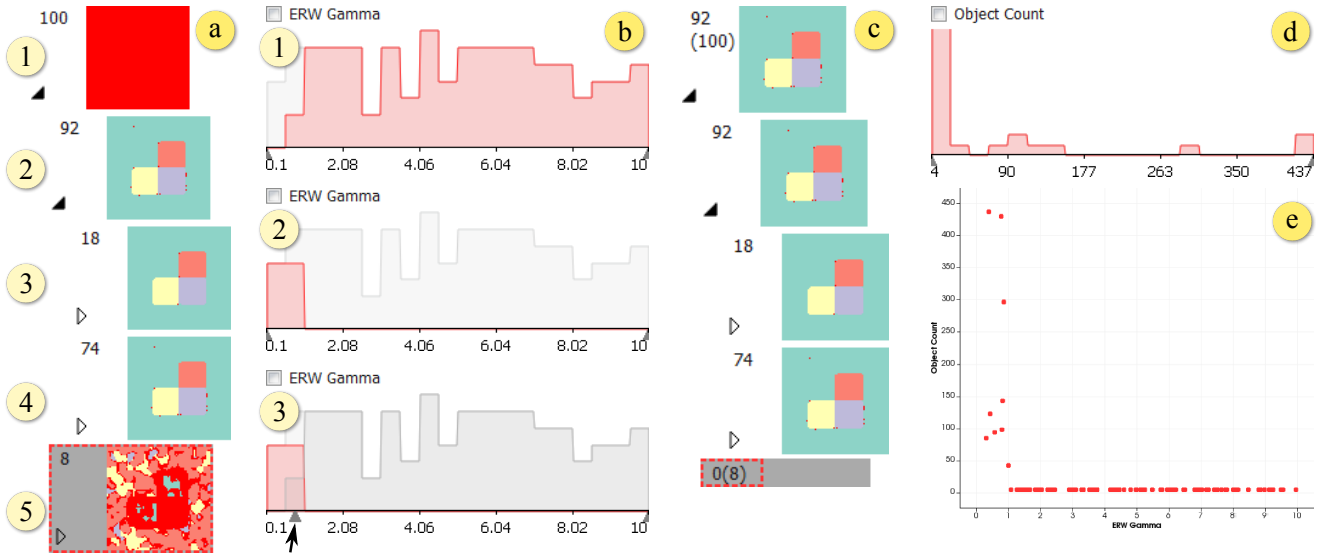 a
100
1
92
2
18
3
74
4
8
5
ERW Gamma
b
1
0.1 2.08 4.06 6.04 8.02 10
ERW Gamma
2
0.1 2.08 4.06 6.04 8.02 10
ERW Gamma
3
0.1 2.08 4.06 6.04 8.02 10
c
92
(100)
92
18
74
0(8)
Object Count
d
4 90 177 263 350 437
e
450
400
350
300
250
200
150
100
50
0
Object Count
0 1 2 3 4 5 6 7 8 9 10
ERW Gamma